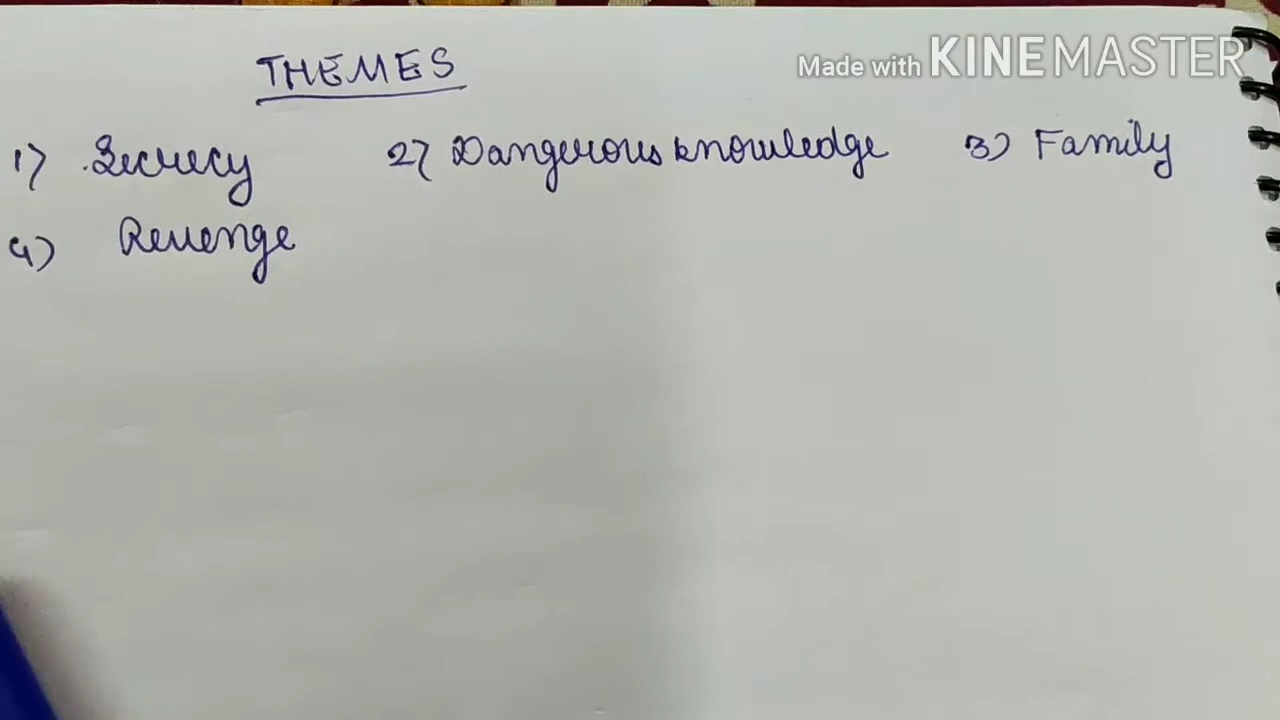 THEMES
Made with KINEMASTER
1) Secrecy 2) Dangerous knowledge 3) Family
4) Revenge